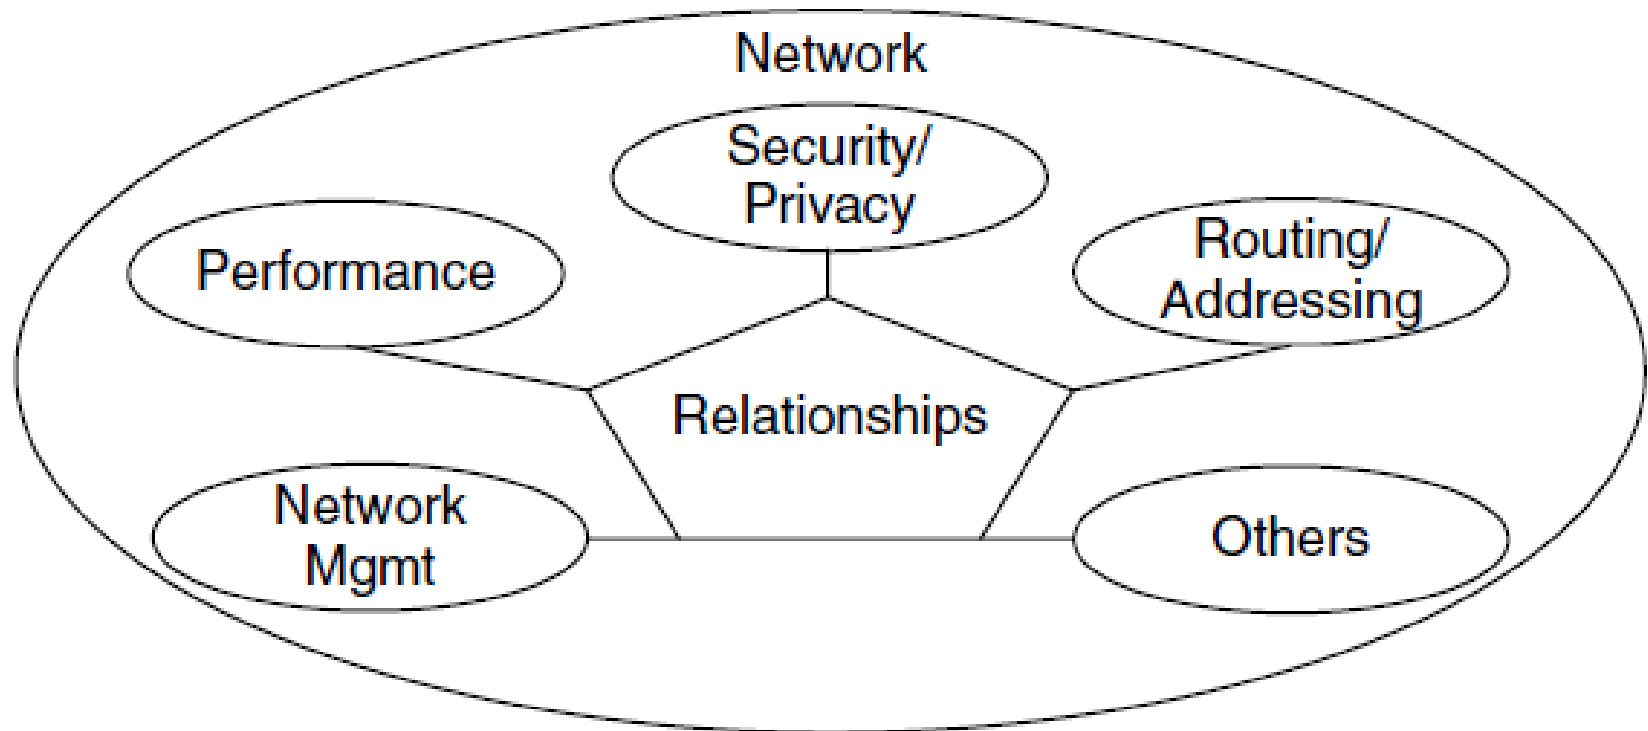 Network
Security/
Privacy
Performance
Routing/
Addressing
Relationships
Network
Mgmt
Others